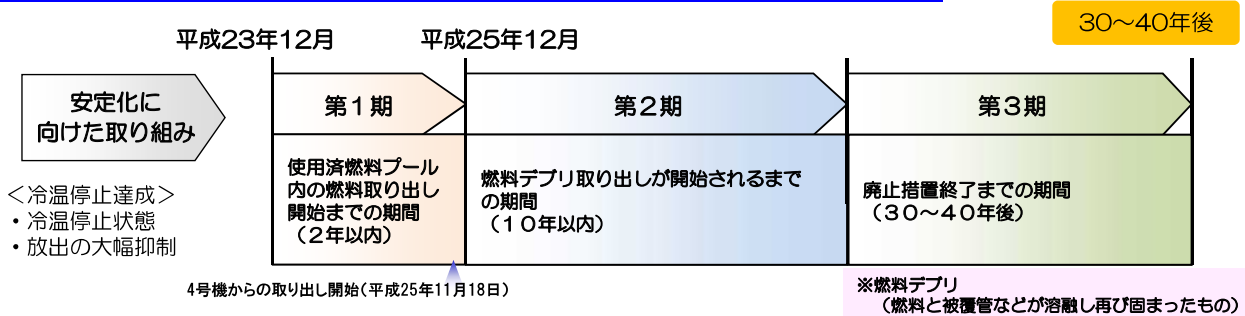 30～40年後
平成23年12月
平成25年12月
安定化に
向けた取り組み
第１期
第２期
第３期
＜冷温停止達成＞
・冷温停止状態
・放出の大幅抑制
使用済燃料プール
内の燃料取り出し
開始までの期間
（２年以内）
燃料デブリ取り出しが開始されるまで
の期間
（１０年以内）
廃止措置終了までの期間
（３０～４０年後）
4号機からの取り出し開始（平成25年11月18日）
※燃料デブリ
（燃料と被覆管などが溶融し再び固まったもの）